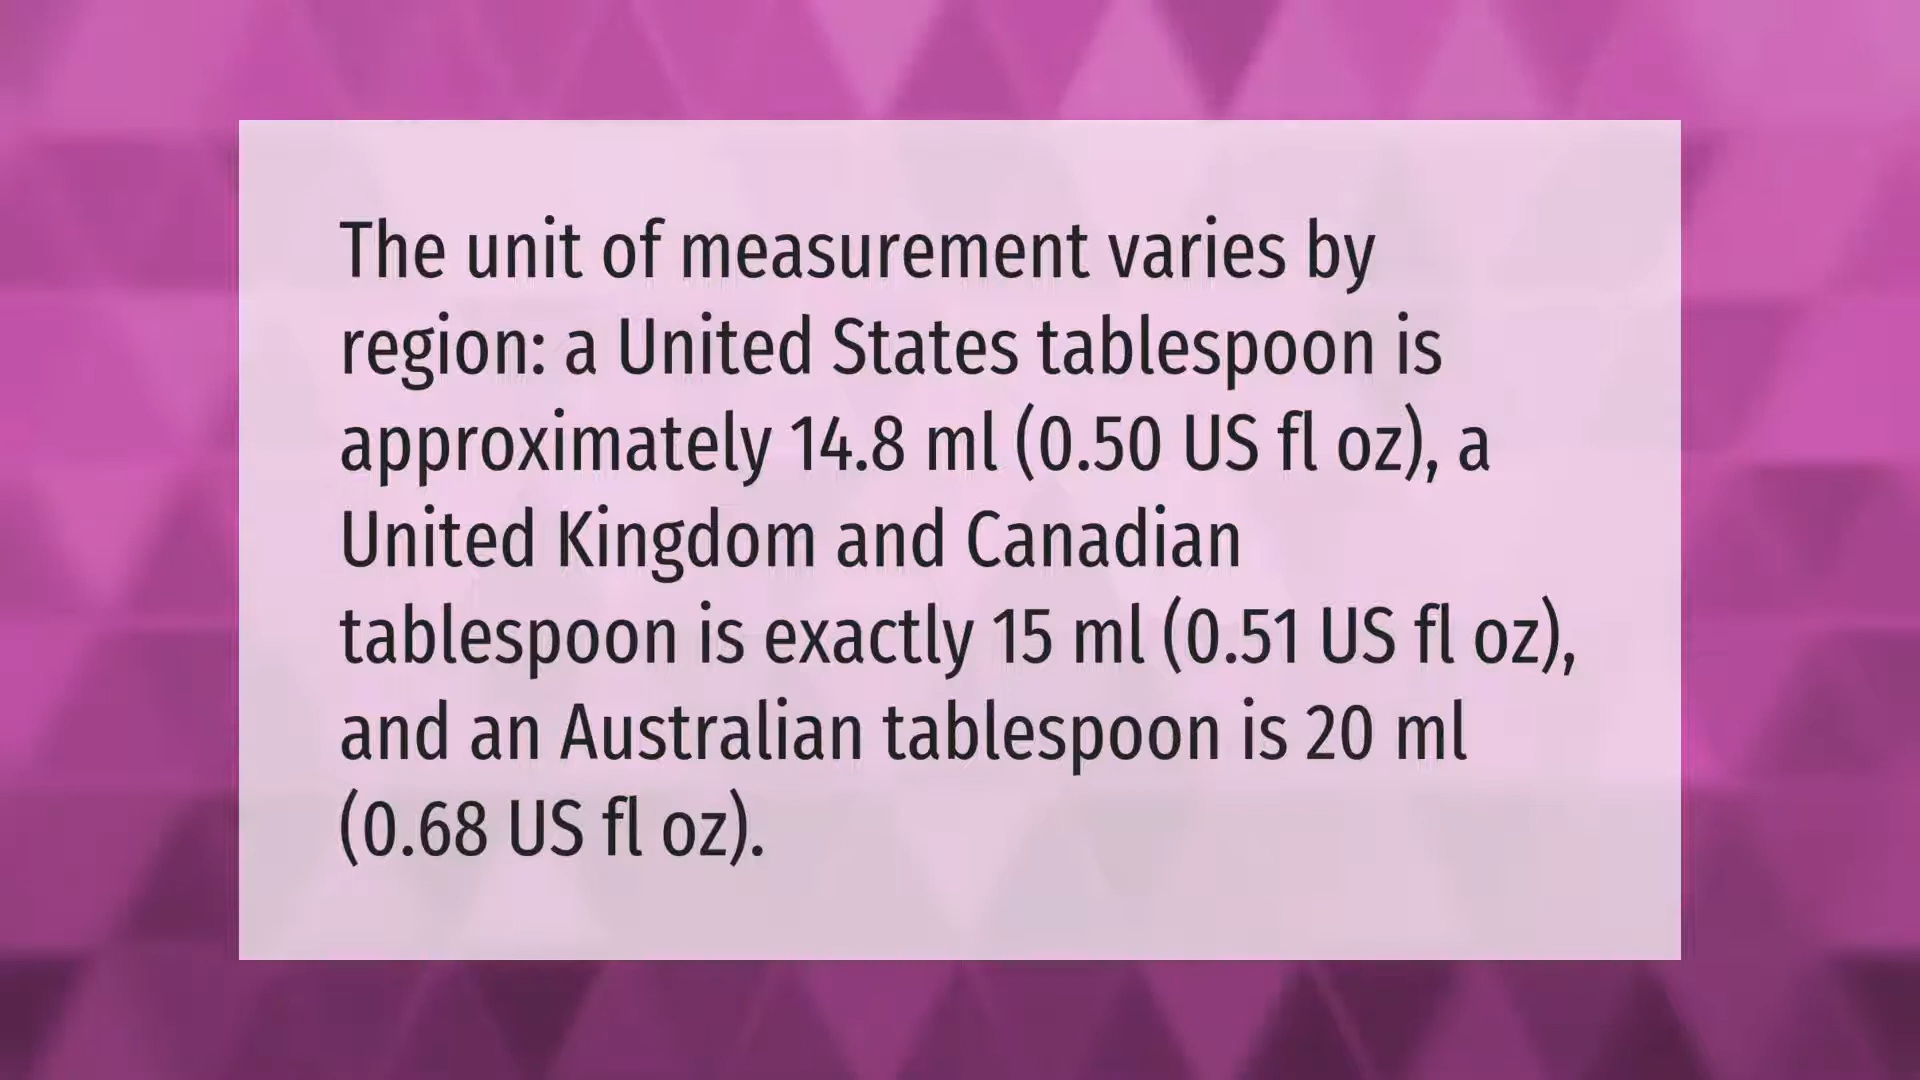 The unit of measurement varies by
region: a United States tablespoon is
approximately 14.8 ml (0.50 US fl oz), a
United Kingdom and Canadian
tablespoon is exactly 15 ml (0.51 US fl oz),
and an Australian tablespoon is 20 ml
(0.68 US fl oz).